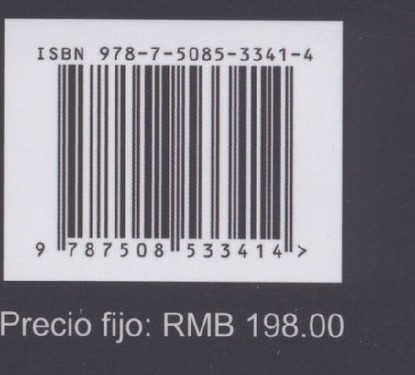 ISBN 978-7-5085-3341-4
9 787508 533414 >
Precio fijo: RMB 198.00